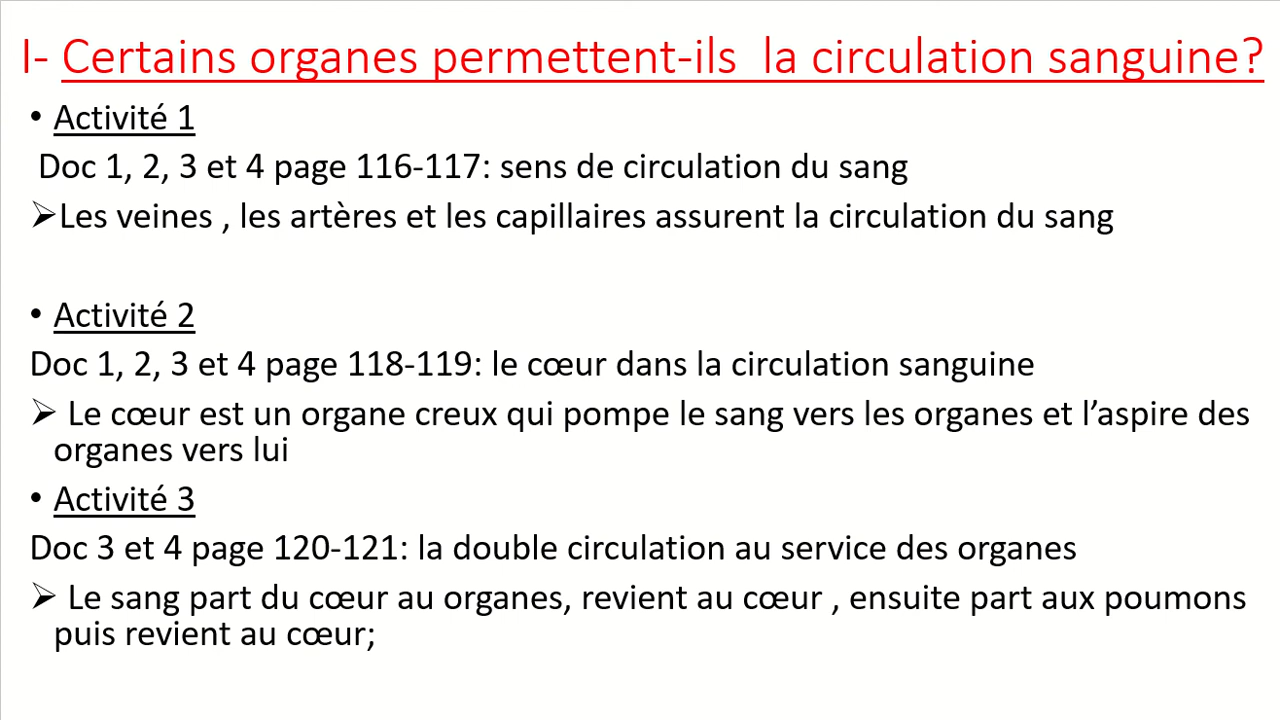 I- Certains organes permettent-ils  la circulation sanguine?
• Activité 1
Doc 1, 2, 3 et 4 page 116-117: sens de circulation du sang
➢Les veines , les artères et les capillaires assurent la circulation du sang
• Activité 2
Doc 1, 2, 3 et 4 page 118-119: le cœur dans la circulation sanguine
➢ Le cœur est un organe creux qui pompe le sang vers les organes et l’aspire des
organes vers lui
• Activité 3
Doc 3 et 4 page 120-121: la double circulation au service des organes
➢ Le sang part du cœur au organes, revient au cœur , ensuite part aux poumons
puis revient au cœur;